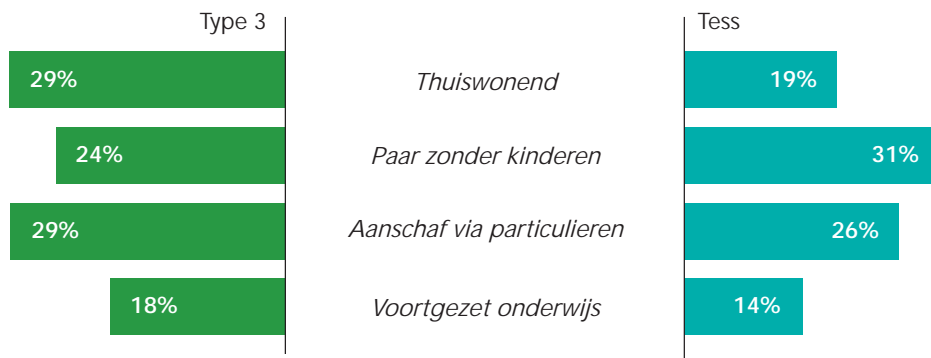 Type 3 Tess
29% Thuiswonend 19%
24% Paar zonder kinderen 31%
29% Aanschaf via particulieren 26%
18% Voortgezet onderwijs 14%